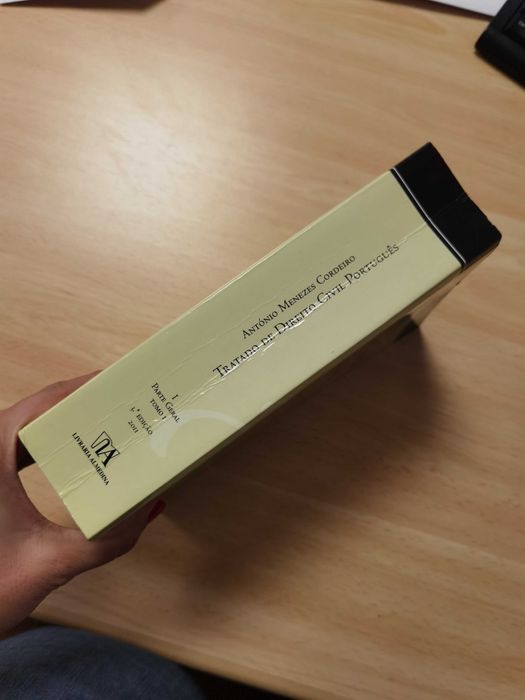 António Menezes Cordeiro
Tratado de Direito Civil Português
I
Parte Geral
Tomo I
3.ª Edição
2011
LIVRARIA ALMEDINA